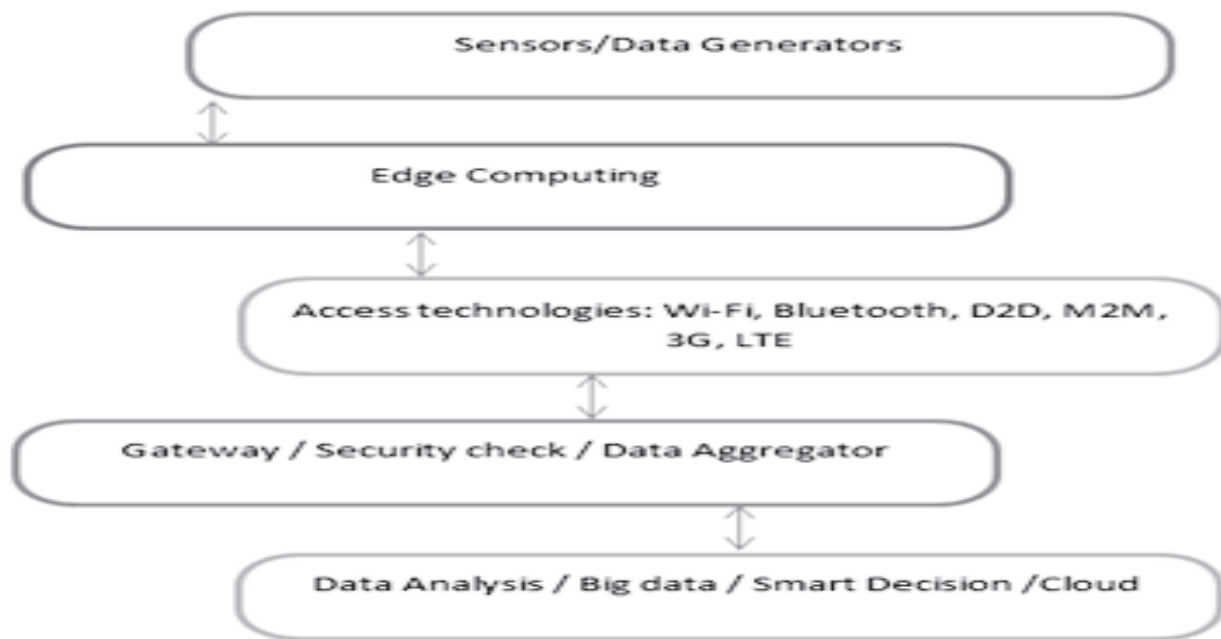 Sensors/Data Generators
Edge Computing
Access technologies: Wi-Fi, Bluetooth, D2D, M2M,
3G, LTE
Gateway / Security check / Data Aggregator
Data Analysis / Big data / Smart Decision /Cloud